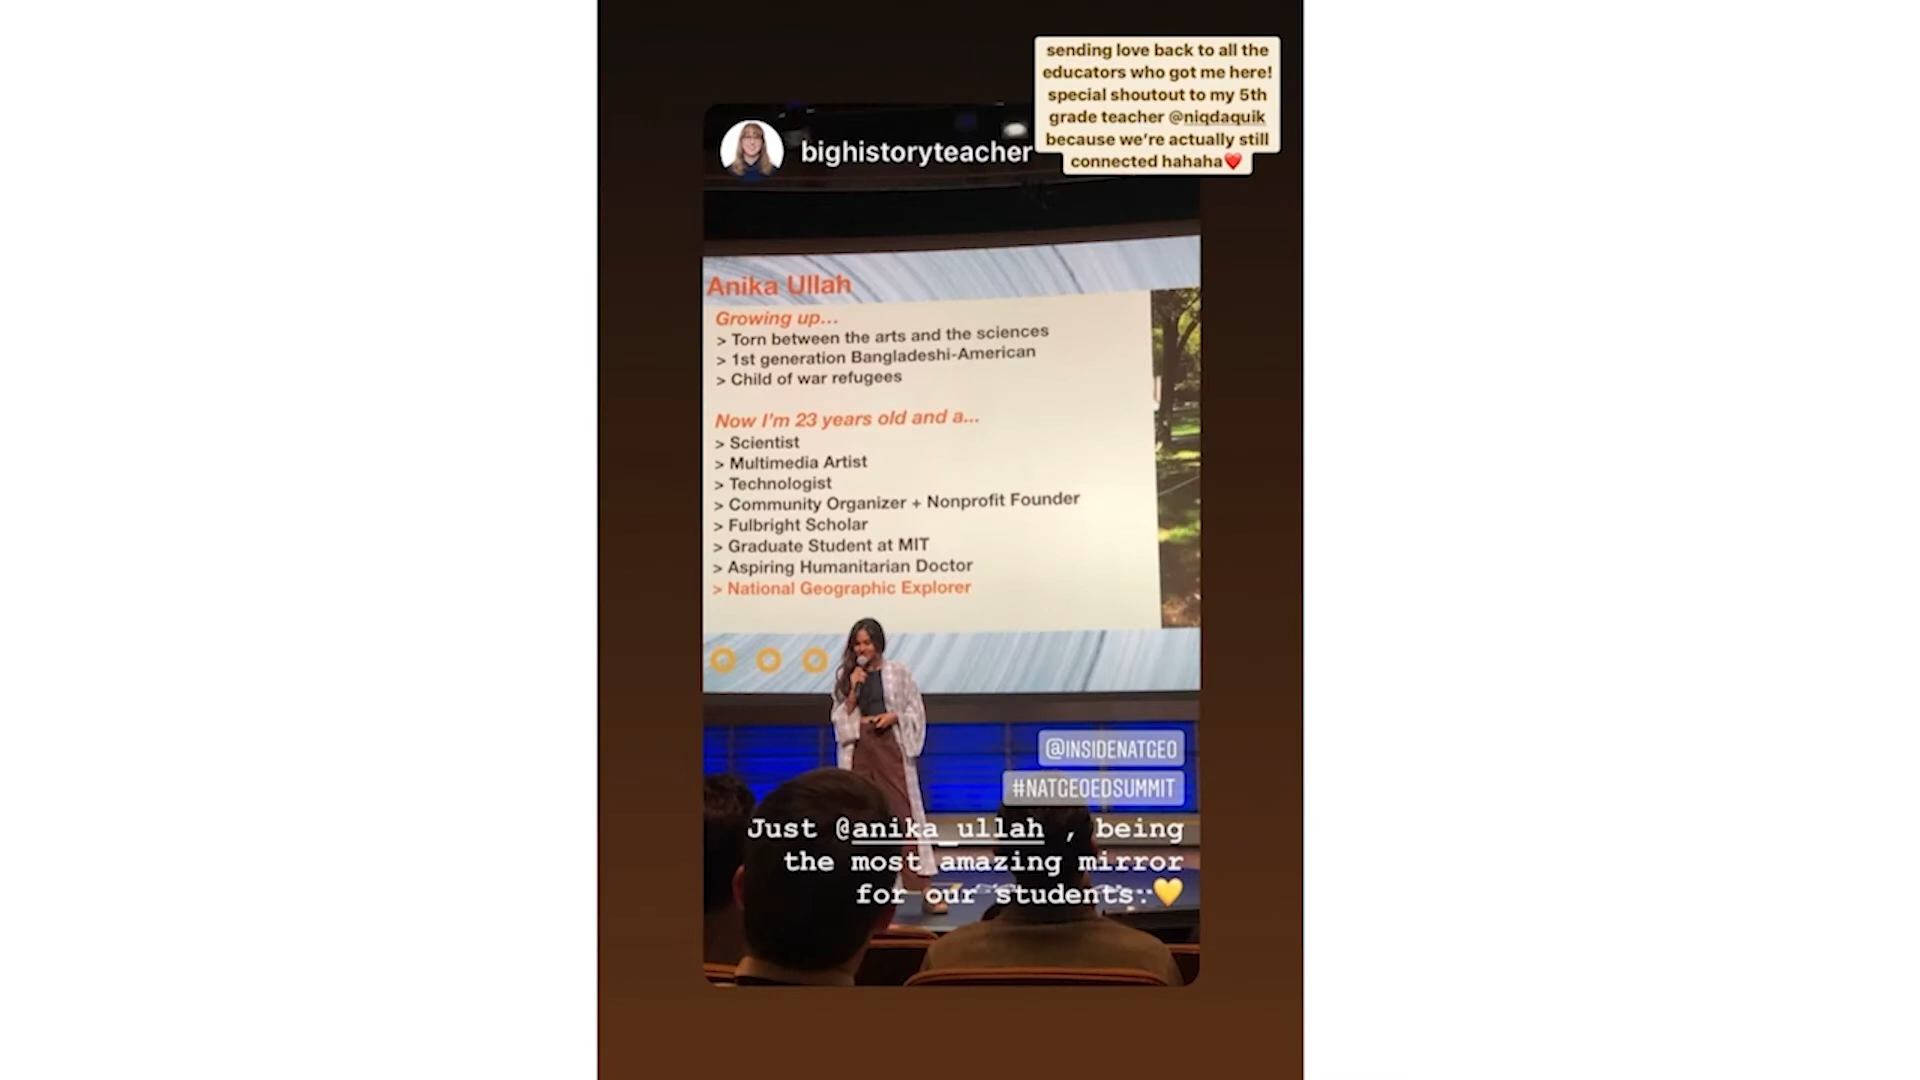 sending love back to all the
educators who got me here!
special shoutout to my 5th
grade teacher @niqdaquik
because we're actually still
connected hahaha❤️
bighistoryteacher
Anika Ullah
Growing up...
> Torn between the arts and the sciences
> 1st generation Bangladeshi-American
> Child of war refugees
Now I'm 23 years old and a...
> Scientist
> Multimedia Artist
> Technologist
> Community Organizer + Nonprofit Founder
> Fulbright Scholar
> Graduate Student at MIT
> Aspiring Humanitarian Doctor
> National Geographic Explorer
@INSIDENATGEO
#NATGEOEDSUMMIT
Just @anika_ullah , being
the most amazing mirror
for our students.💛